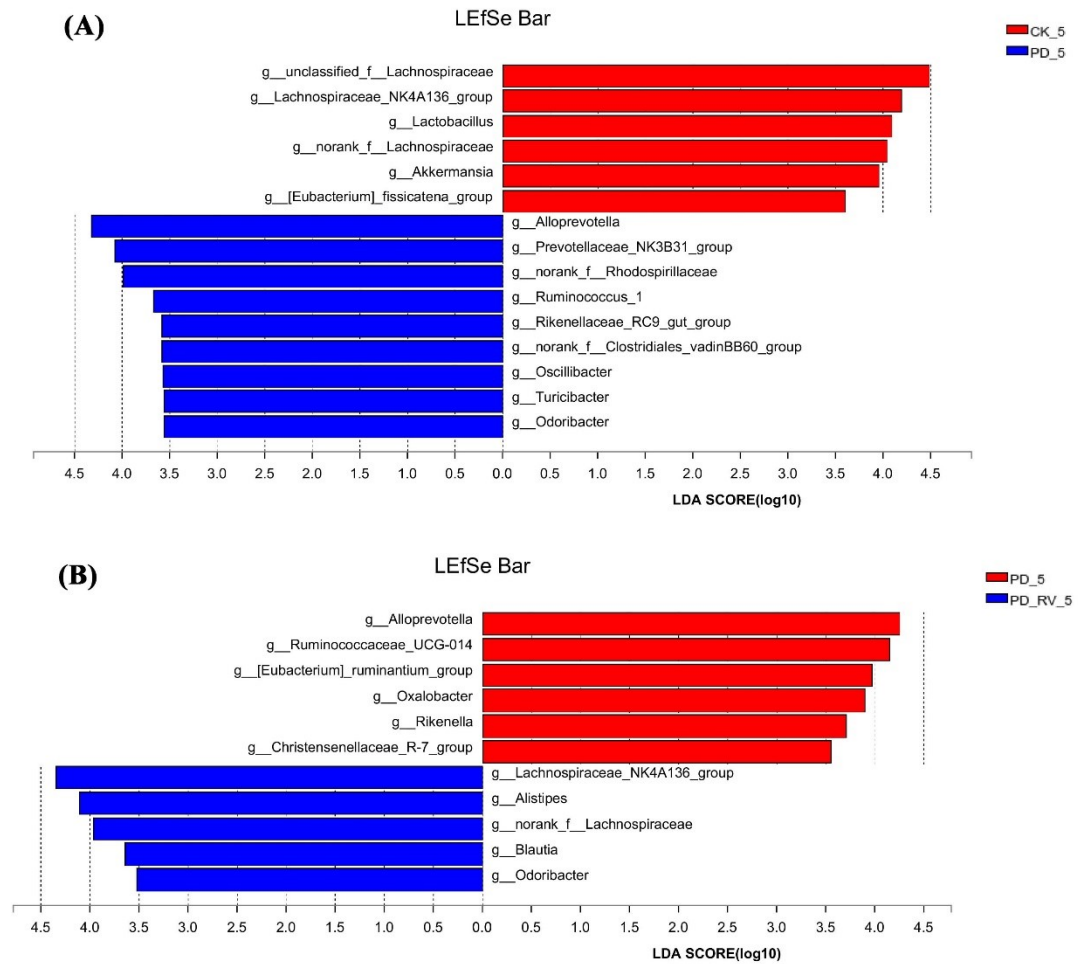 (A)
LEfSe Bar
CK_5
PD_5
g__unclassified_f__Lachnospiraceae
g__Lachnospiraceae_NK4A136_group
g__Lactobacillus
g__norank_f__Lachnospiraceae
g__Akkermansia
g__[Eubacterium]_fissicatena_group
g__Alloprevotella
g__Prevotellaceae_NK3B31_group
g__norank_f__Rhodospirillaceae
g__Ruminococcus_1
g__Rikenellaceae_RC9_gut_group
g__norank_f__Clostridiales_vadinBB60_group
g__Oscillibacter
g__Turicibacter
g__Odoribacter
4.5 4.0 3.5 3.0 2.5 2.0 1.5 1.0 0.5 0.0 0.5 1.0 1.5 2.0 2.5 3.0 3.5 4.0 4.5
LDA SCORE(log10)
(B)
LEfSe Bar
PD_5
PD_RV_5
g__Alloprevotella
g__Ruminococcaceae_UCG-014
g__[Eubacterium]_ruminantium_group
g__Oxalobacter
g__Rikenella
g__Christensenellaceae_R-7_group
g__Lachnospiraceae_NK4A136_group
g__Alistipes
g__norank_f__Lachnospiraceae
g__Blautia
g__Odoribacter
4.5 4.0 3.5 3.0 2.5 2.0 1.5 1.0 0.5 0.0 0.5 1.0 1.5 2.0 2.5 3.0 3.5 4.0 4.5
LDA SCORE(log10)